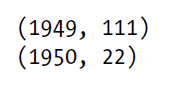 (1949, 111)
(1950, 22)